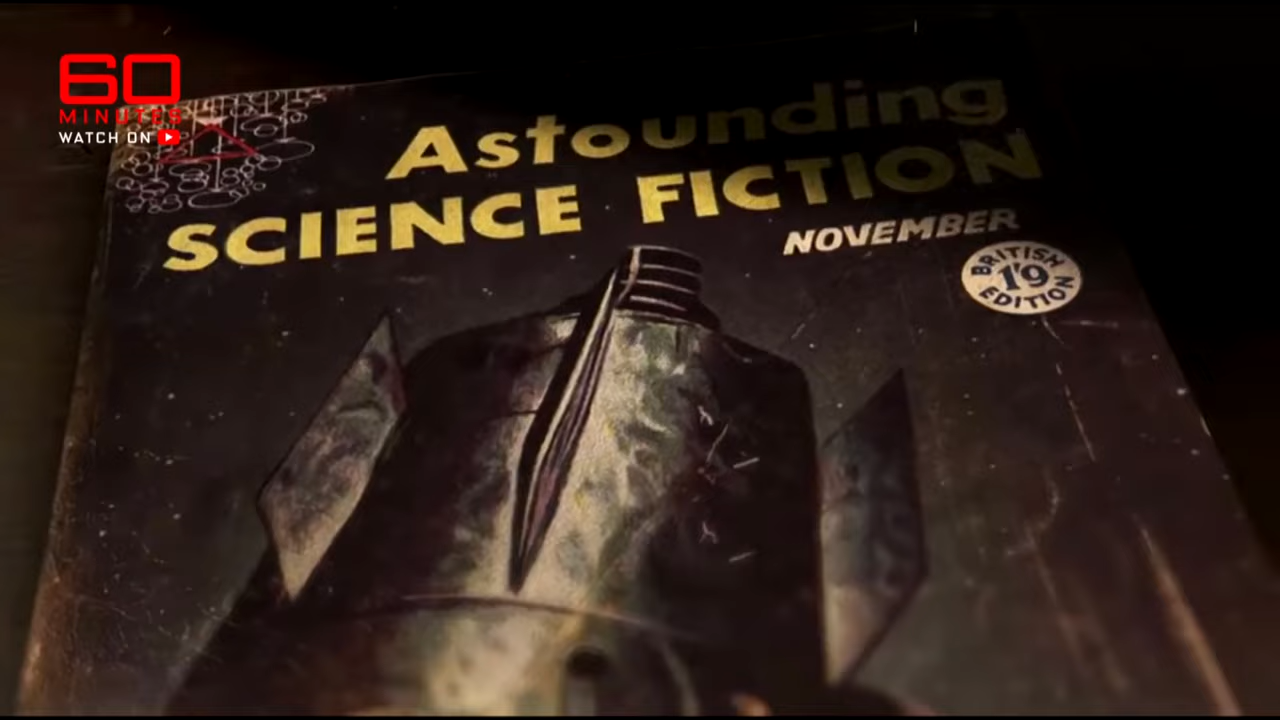 60
MINUTES
WATCH ON
Astounding
SCIENCE FICTION
NOVEMBER
BRITISH
1'9
EDITION